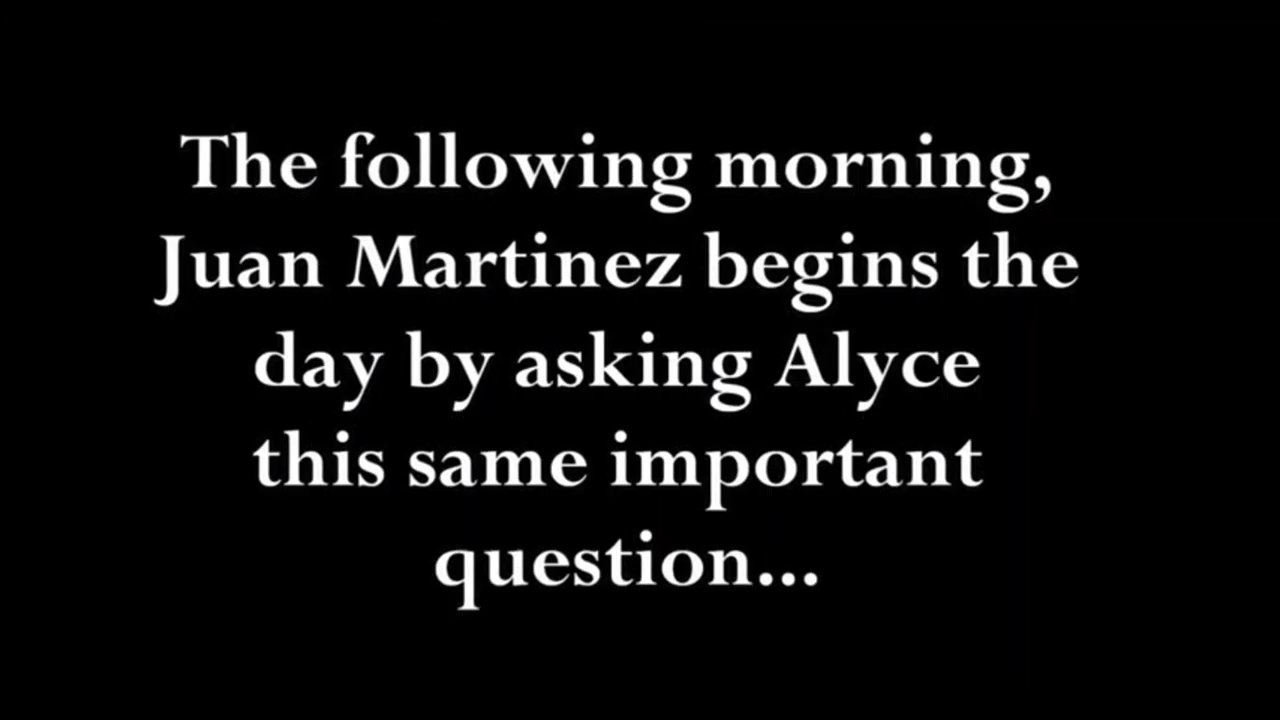 The following morning,
Juan Martinez begins the
day by asking Alyce
this same important
question...